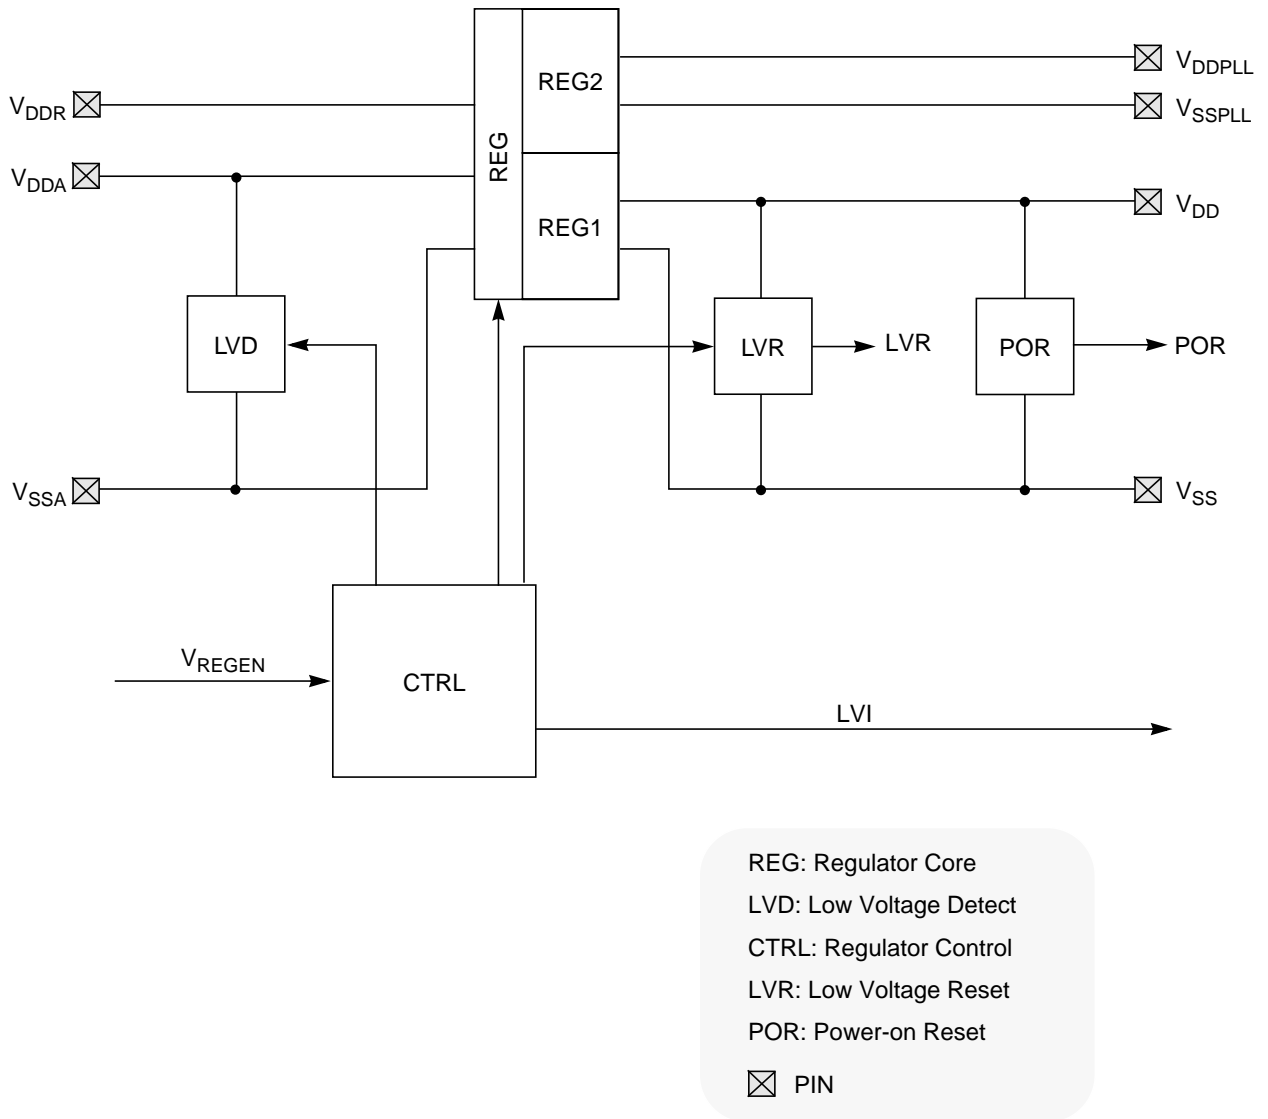 VDDPLL
REG2
VDDR
VSSPLL
REG
VDDA
VDD
REG1
LVD
LVR
LVR
POR
POR
VSSA
VSS
VREGEN
CTRL
LVI
REG: Regulator Core
LVD: Low Voltage Detect
CTRL: Regulator Control
LVR: Low Voltage Reset
POR: Power-on Reset
PIN